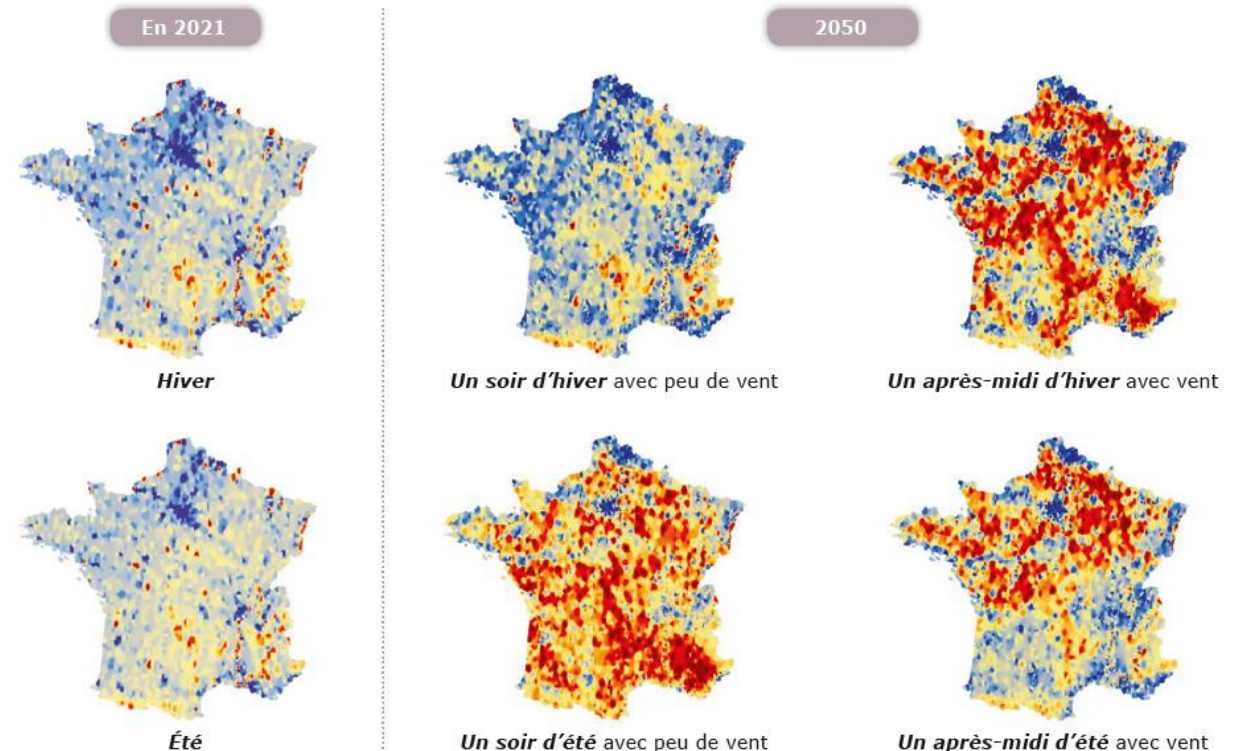 En 2021
2050
Hiver
Un soir d'hiver avec peu de vent
Un après-midi d'hiver avec vent
Été
Un soir d'été avec peu de vent
Un après-midi d'été avec vent